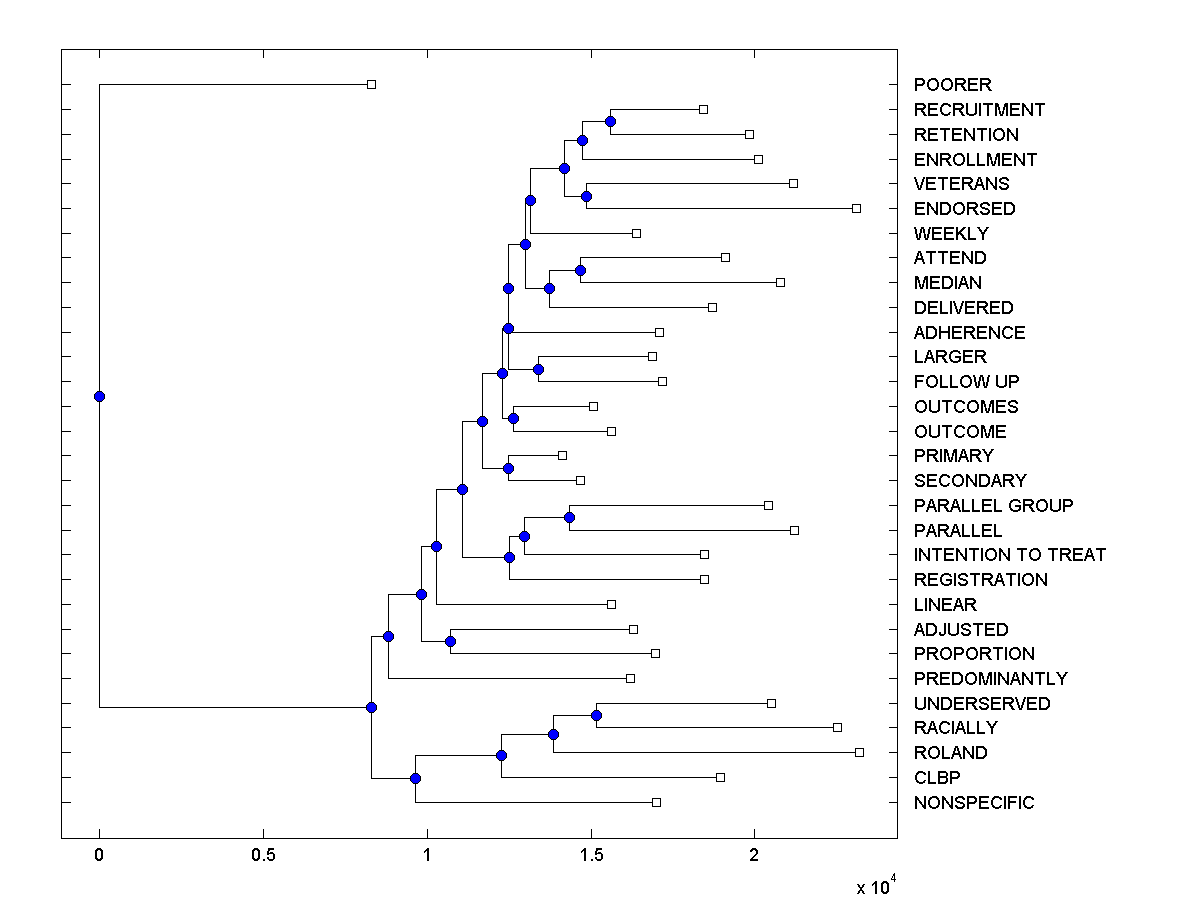 POORER
RECRUITMENT
RETENTION
ENROLLMENT
VETERANS
ENDORSED
WEEKLY
ATTEND
MEDIAN
DELIVERED
ADHERENCE
LARGER
FOLLOW UP
OUTCOMES
OUTCOME
PRIMARY
SECONDARY
PARALLEL GROUP
PARALLEL
INTENTION TO TREAT
REGISTRATION
LINEAR
ADJUSTED
PROPORTION
PREDOMINANTLY
UNDERSERVED
RACIALLY
ROLAND
CLBP
NONSPECIFIC
0 0.5 1 1.5 2
x 10^4